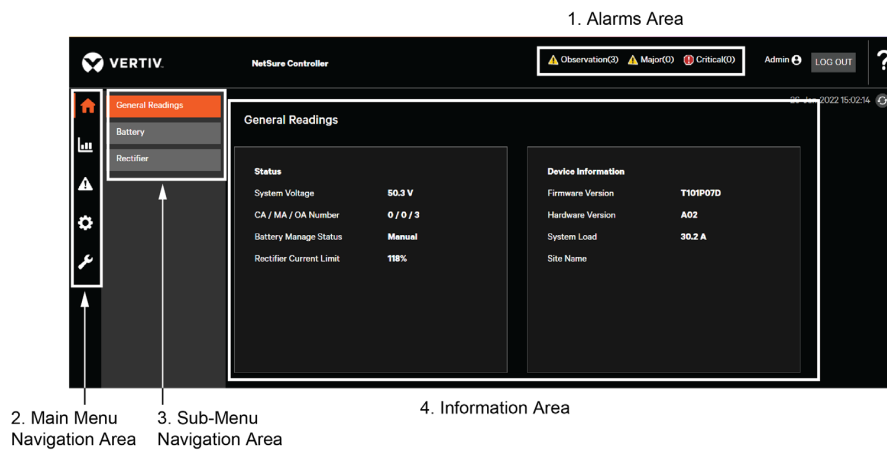 1. Alarms Area
VERTIV.
NetSure Controller
Observation(3) Major(0) Critical(0)
Admin
LOG OUT
?
2022 15:02:14
General Readings
Battery
Rectifier
General Readings
Status
System Voltage 50.3 V
CA / MA / OA Number 0 / 0 / 3
Battery Manage Status Manual
Rectifier Current Limit 118%
Device Information
Firmware Version T101P07D
Hardware Version A02
System Load 30.2 A
Site Name
2. Main Menu
Navigation Area
3. Sub-Menu
Navigation Area
4. Information Area